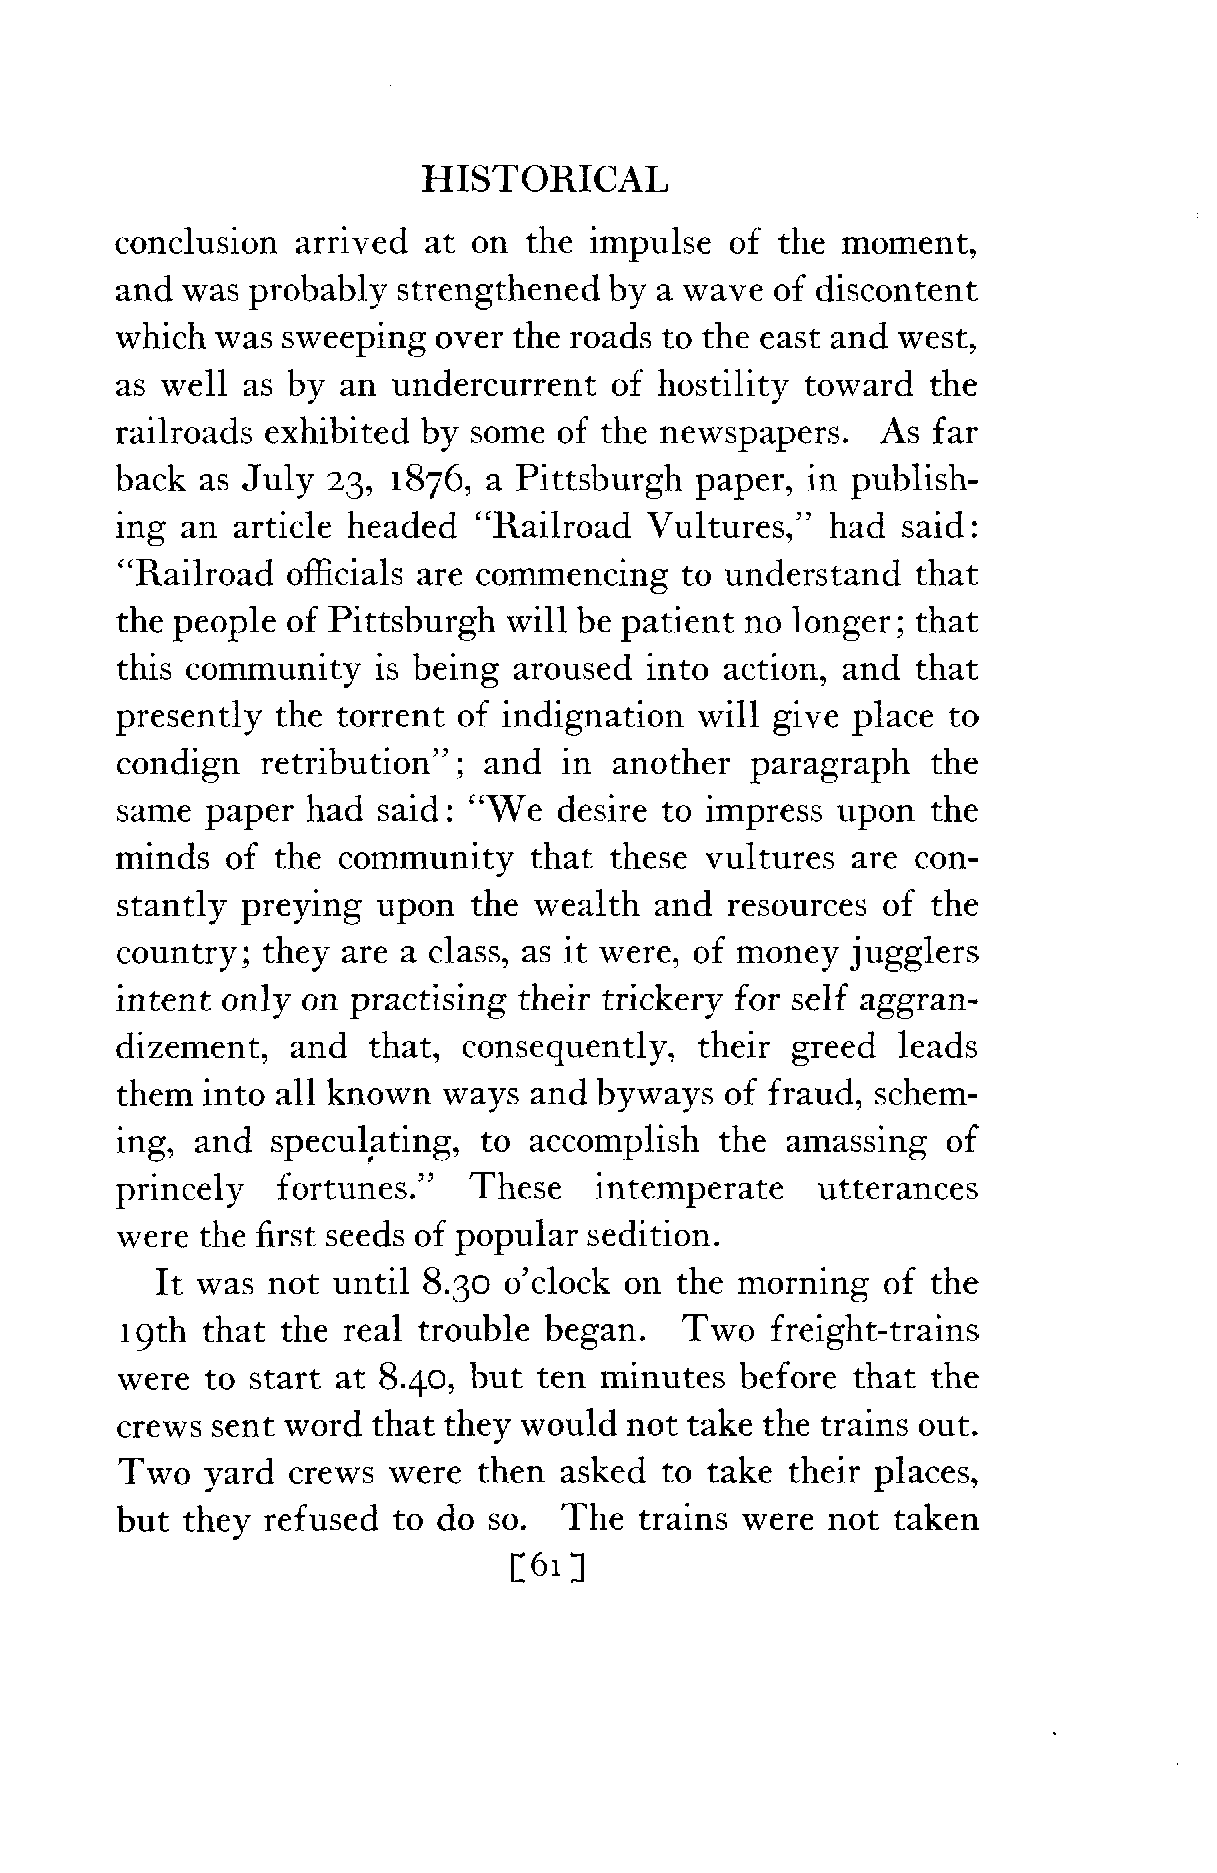 HISTORICAL
conclusion arrived at on the impulse of the moment,
and was probably strengthened by a wave of discontent
which was sweeping over the roads to the east and west,
as well as by an undercurrent of hostility toward the
railroads exhibited by some of the newspapers. As far
back as July 23, 1876, a Pittsburgh paper, in publish-
ing an article headed “Railroad Vultures,” had said:
“Railroad officials are commencing to understand that
the people of Pittsburgh will be patient no longer; that
this community is being aroused into action, and that
presently the torrent of indignation will give place to
condign retribution”; and in another paragraph the
same paper had said: “We desire to impress upon the
minds of the community that these vultures are con-
stantly preying upon the wealth and resources of the
country; they are a class, as it were, of money jugglers
intent only on practising their trickery for self aggran-
dizement, and that, consequently, their greed leads
them into all known ways and byways of fraud, schem-
ing, and speculating, to accomplish the amassing of
princely fortunes.” These intemperate utterances
were the first seeds of popular sedition.
It was not until 8.30 o’clock on the morning of the
19th that the real trouble began. Two freight-trains
were to start at 8.40, but ten minutes before that the
crews sent word that they would not take the trains out.
Two yard crews were then asked to take their places,
but they refused to do so. The trains were not taken
[61]